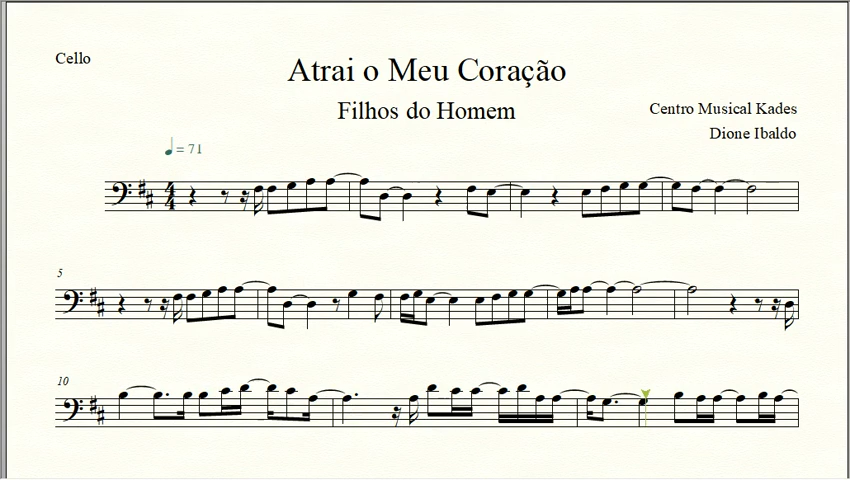 Cello
Atrai o Meu Coração
Filhos do Homem
Centro Musical Kades
Dione Ibaldo
= 71
4
4
5
10